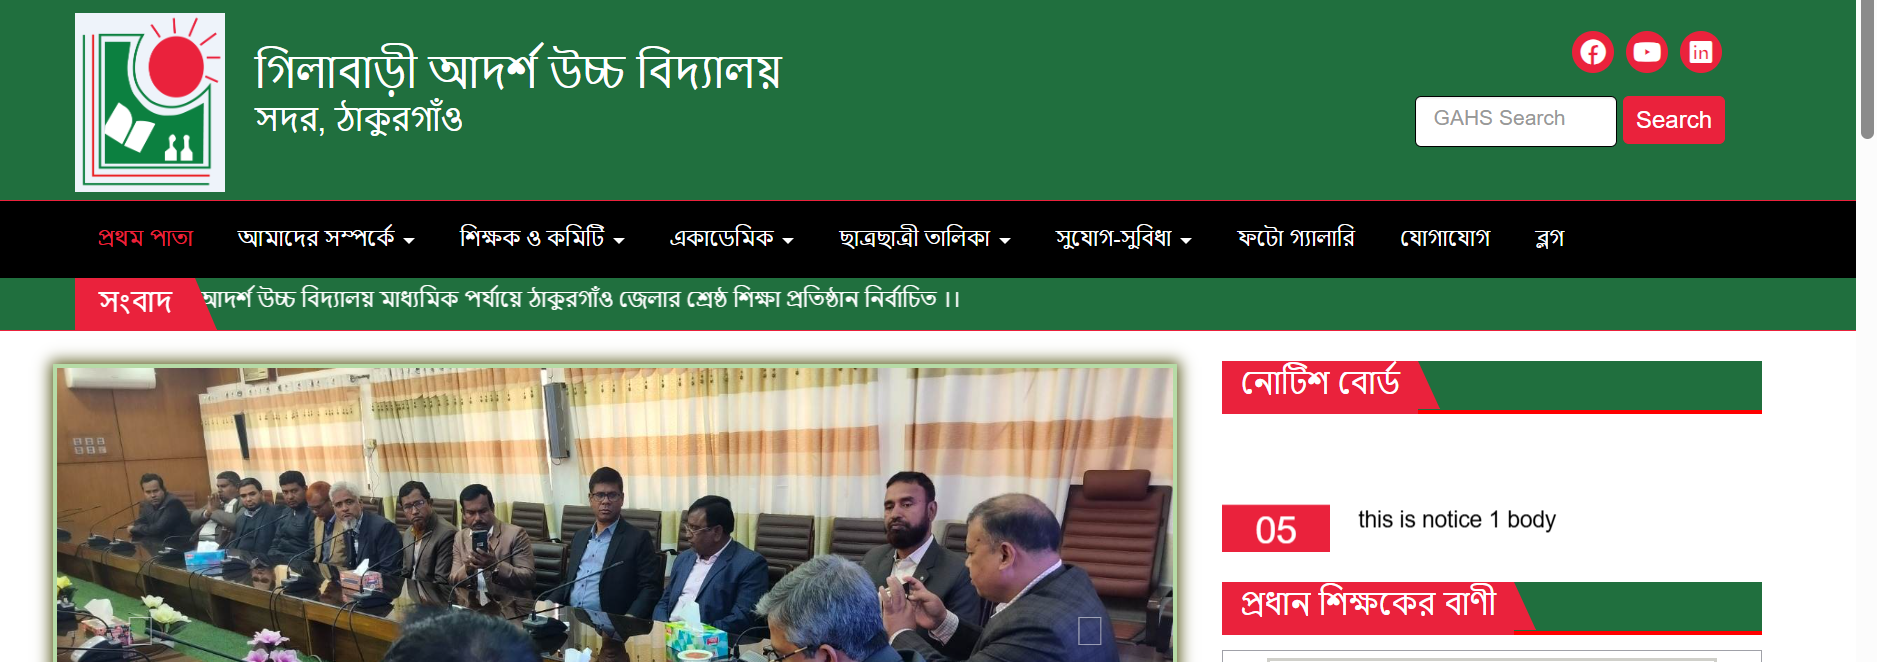 গিলাবাড়ী আদর্শ উচ্চ বিদ্যালয়
সদর, ঠাকুরগাঁও
GAHS Search
Search
প্রথম পাতা আমাদের সম্পর্কে শিক্ষক ও কমিটি একাডেমিক ছাত্রছাত্রী তালিকা সুযোগ-সুবিধা ফটো গ্যালারি যোগাযোগ ব্লগ
সংবাদ আদর্শ উচ্চ বিদ্যালয় মাধ্যমিক পর্যায়ে ঠাকুরগাঁও জেলার শ্রেষ্ঠ শিক্ষা প্রতিষ্ঠান নির্বাচিত ।।
নোটিশ বোর্ড
05 this is notice 1 body
প্রধান শিক্ষকের বাণী